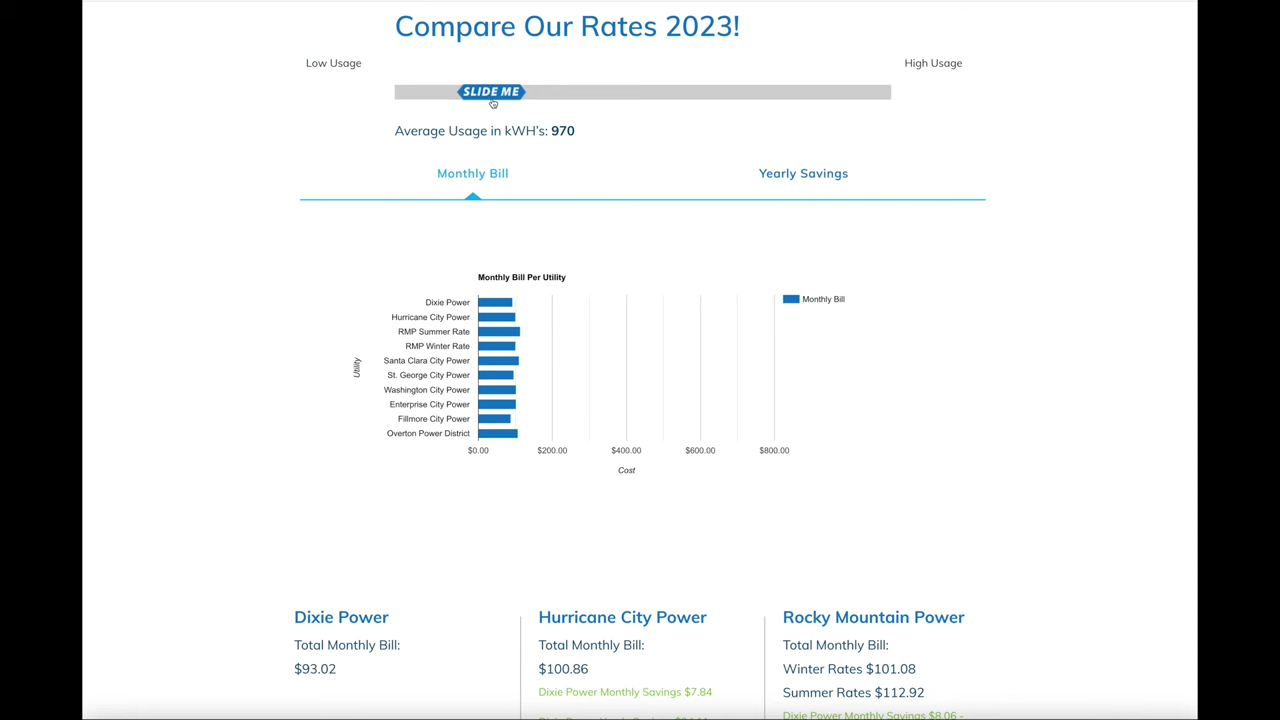 Compare Our Rates 2023!
Low Usage
High Usage
SLIDE ME
Average Usage in kWH's: 970
Monthly Bill
Yearly Savings
Monthly Bill Per Utility
Monthly Bill
Dixie Power
Hurricane City Power
RMP Summer Rate
RMP Winter Rate
Santa Clara City Power
St. George City Power
Washington City Power
Enterprise City Power
Fillmore City Power
Overton Power District
Utility
$0.00
$200.00
$400.00
$600.00
$800.00
Cost
Dixie Power
Total Monthly Bill:
$93.02
Hurricane City Power
Total Monthly Bill:
$100.86
Dixie Power Monthly Savings $7.84
Rocky Mountain Power
Total Monthly Bill:
Winter Rates $101.08
Summer Rates $112.92
Dixie Power Monthly Savings $8.06 -